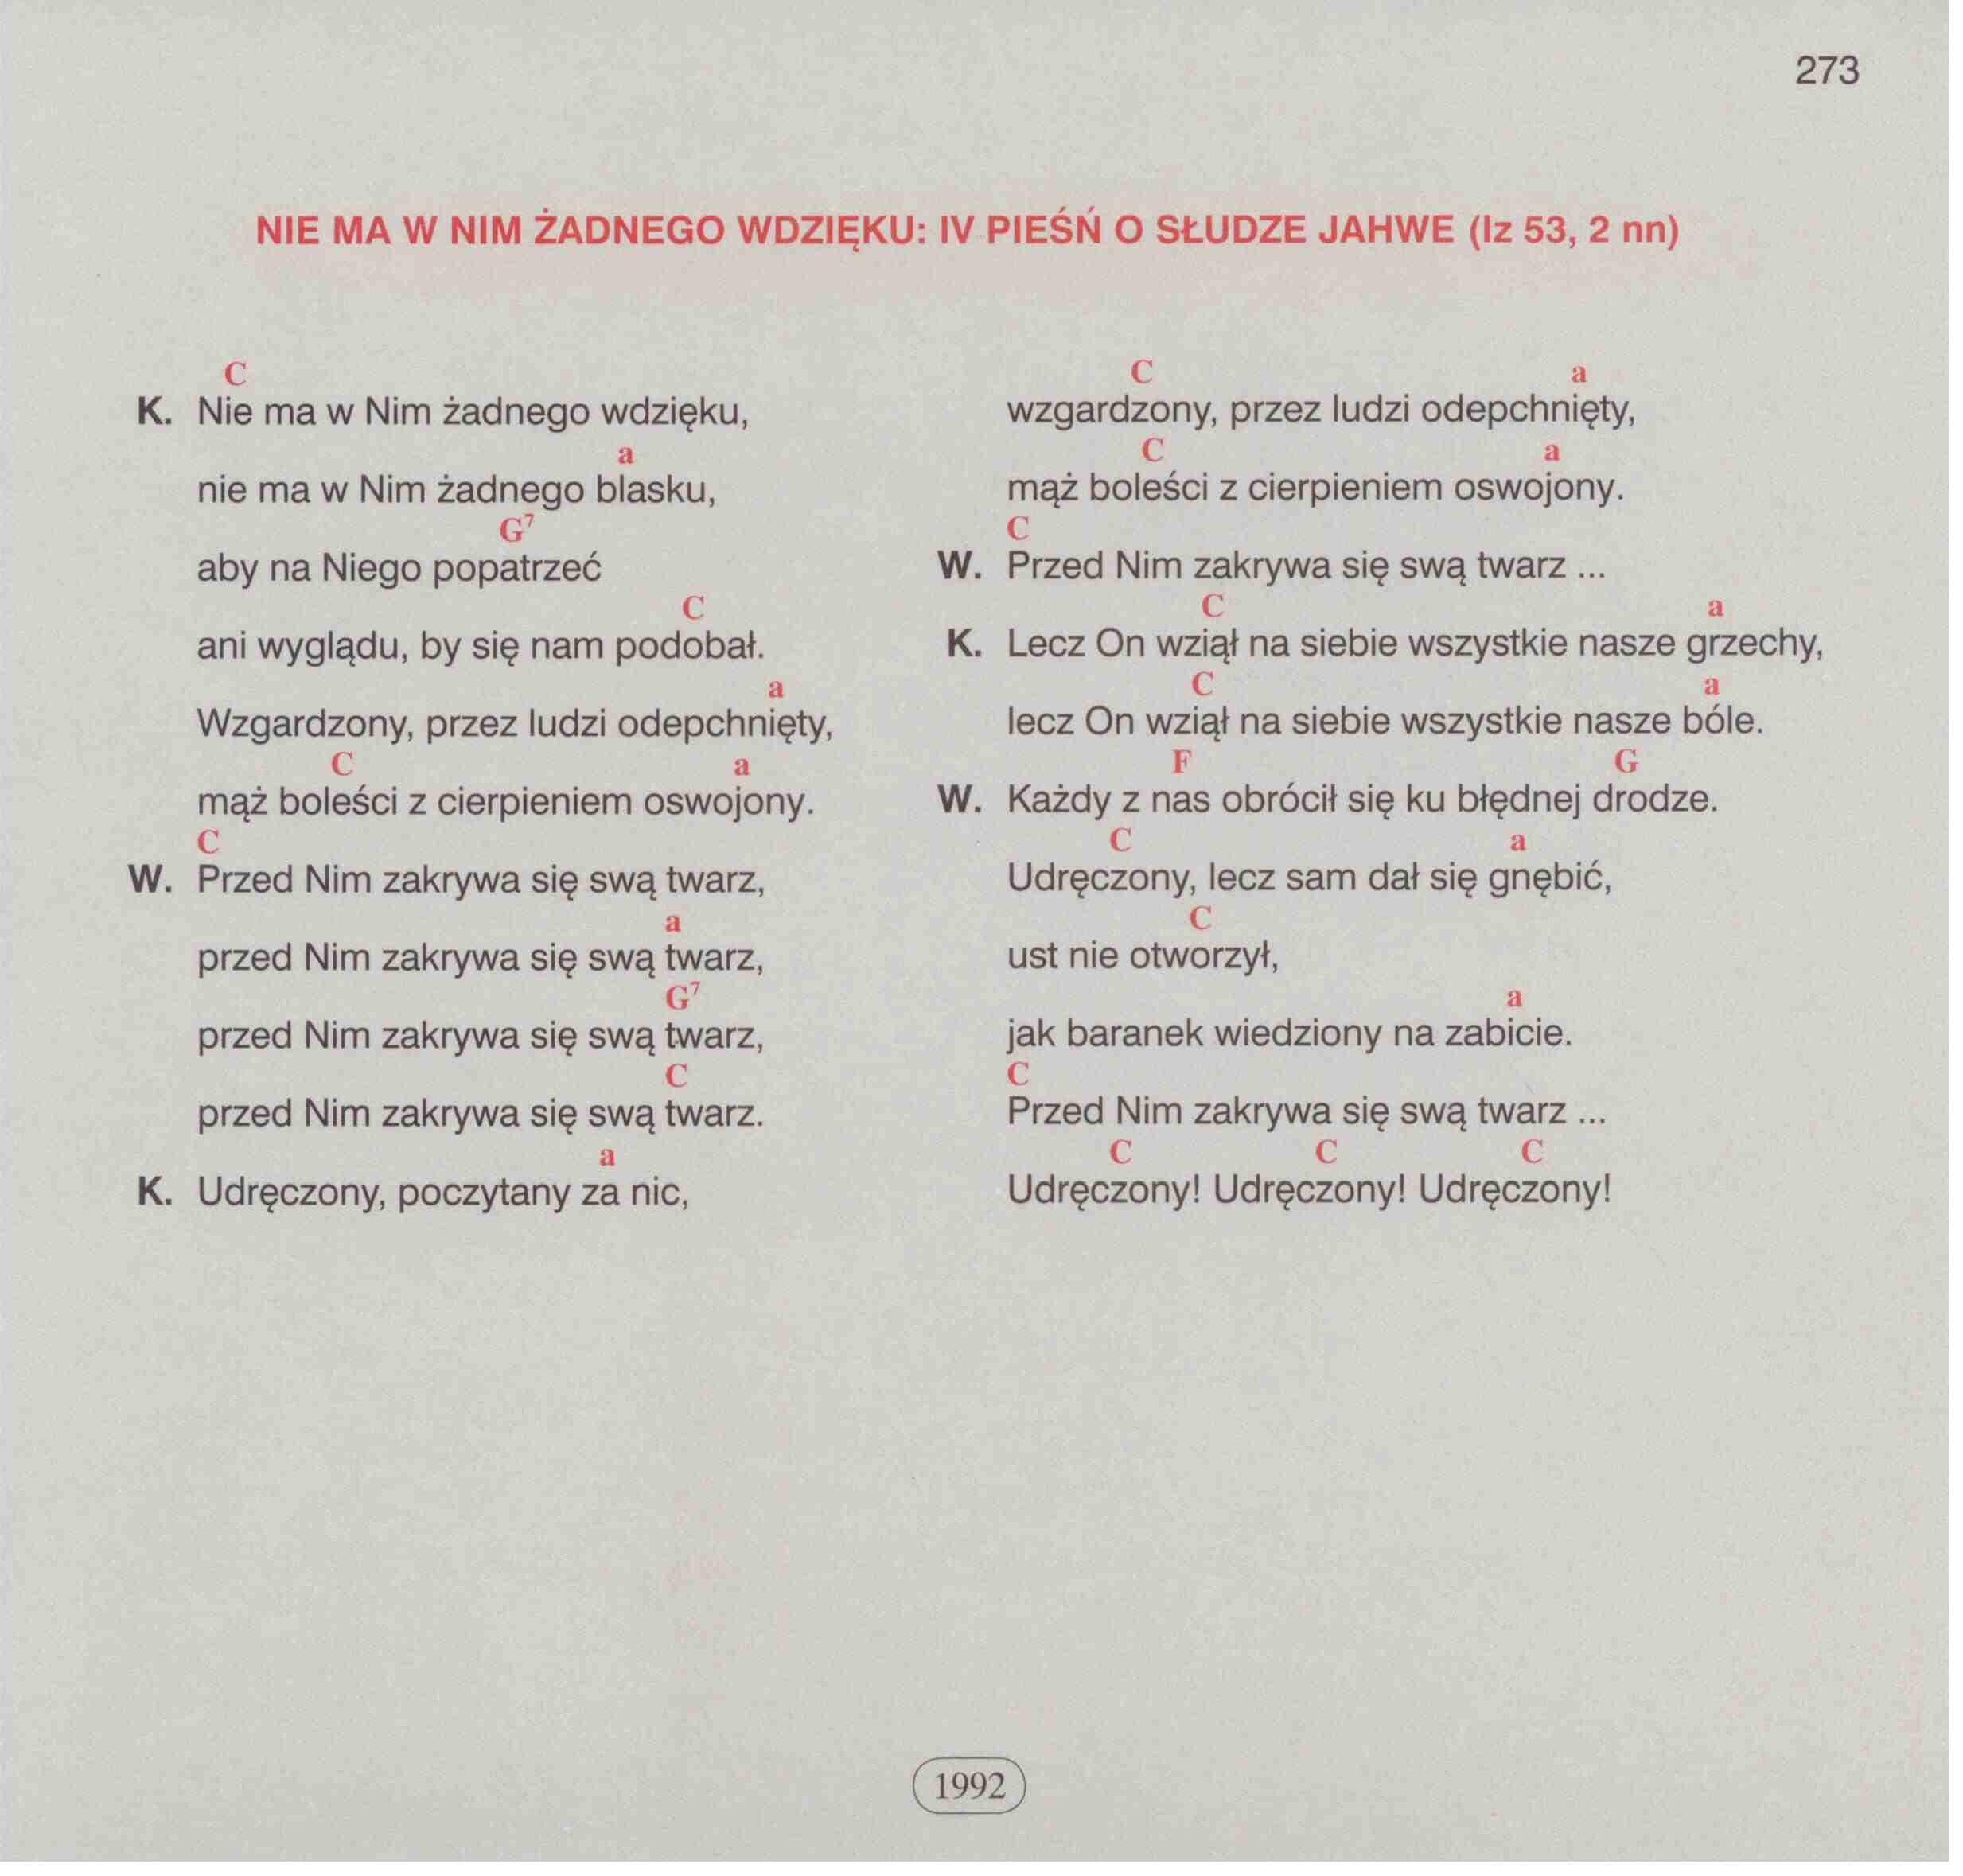 273
NIE MA W NIM ŻADNEGO WDZIĘKU: IV PIEŚŃ O SŁUDZE JAHWE (Iz 53, 2 nn)
C
K. Nie ma w Nim żadnego wdzięku,
a
nie ma w Nim żadnego blasku,
G7
aby na Niego popatrzeć
C
ani wyglądu, by się nam podobał.
a
Wzgardzony, przez ludzi odepchnięty,
C a
mąż boleści z cierpieniem oswojony.
C
W. Przed Nim zakrywa się swą twarz,
a
przed Nim zakrywa się swą twarz,
G7
przed Nim zakrywa się swą twarz,
C
przed Nim zakrywa się swą twarz.
a
K. Udręczony, poczytany za nic,
C a
wzgardzony, przez ludzi odepchnięty,
C a
mąż boleści z cierpieniem oswojony.
C
W. Przed Nim zakrywa się swą twarz ...
C a
K. Lecz On wziął na siebie wszystkie nasze grzechy,
C a
lecz On wziął na siebie wszystkie nasze bóle.
F G
W. Każdy z nas obrócił się ku błędnej drodze.
C a
Udręczony, lecz sam dał się gnębić,
C
ust nie otworzył,
a
jak baranek wiedziony na zabicie.
C
Przed Nim zakrywa się swą twarz ...
C C C
Udręczony! Udręczony! Udręczony!
1992